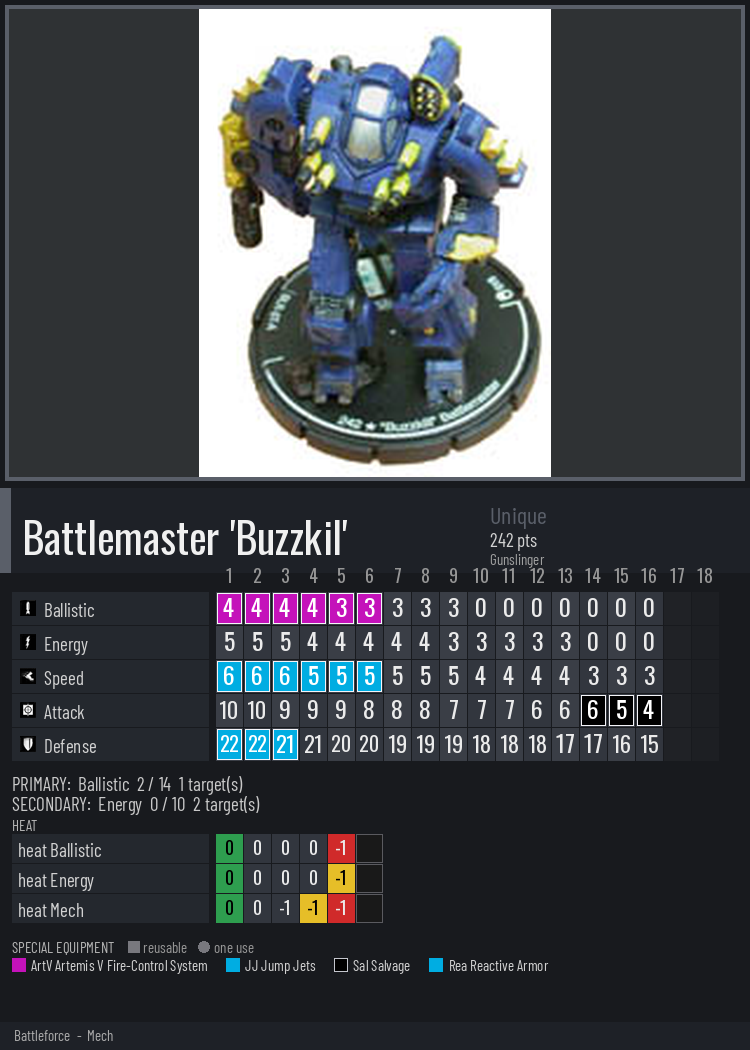 242 ★ "Buzzkil" Battlemaster
Battlemaster 'Buzzkil'
Unique
242 pts
Gunslinger
1 2 3 4 5 6 7 8 9 10 11 12 13 14 15 16 17 18
Ballistic 4 4 4 4 3 3 3 3 3 0 0 0 0 0 0 0
Energy 5 5 5 4 4 4 4 4 3 3 3 3 3 0 0 0
Speed 6 6 6 5 5 5 5 5 5 4 4 4 4 3 3 3
Attack 10 10 9 9 9 8 8 8 7 7 7 6 6 6 5 4
Defense 22 22 21 21 20 20 19 19 19 18 18 18 17 17 16 15
PRIMARY: Ballistic 2 / 14 1 target(s)
SECONDARY: Energy 0 / 10 2 target(s)
HEAT
heat Ballistic 0 0 0 0 -1
heat Energy 0 0 0 0 -1
heat Mech 0 0 -1 -1 -1
SPECIAL EQUIPMENT reusable one use
ArtV Artemis V Fire-Control System JJ Jump Jets Sal Salvage Rea Reactive Armor
Battleforce - Mech